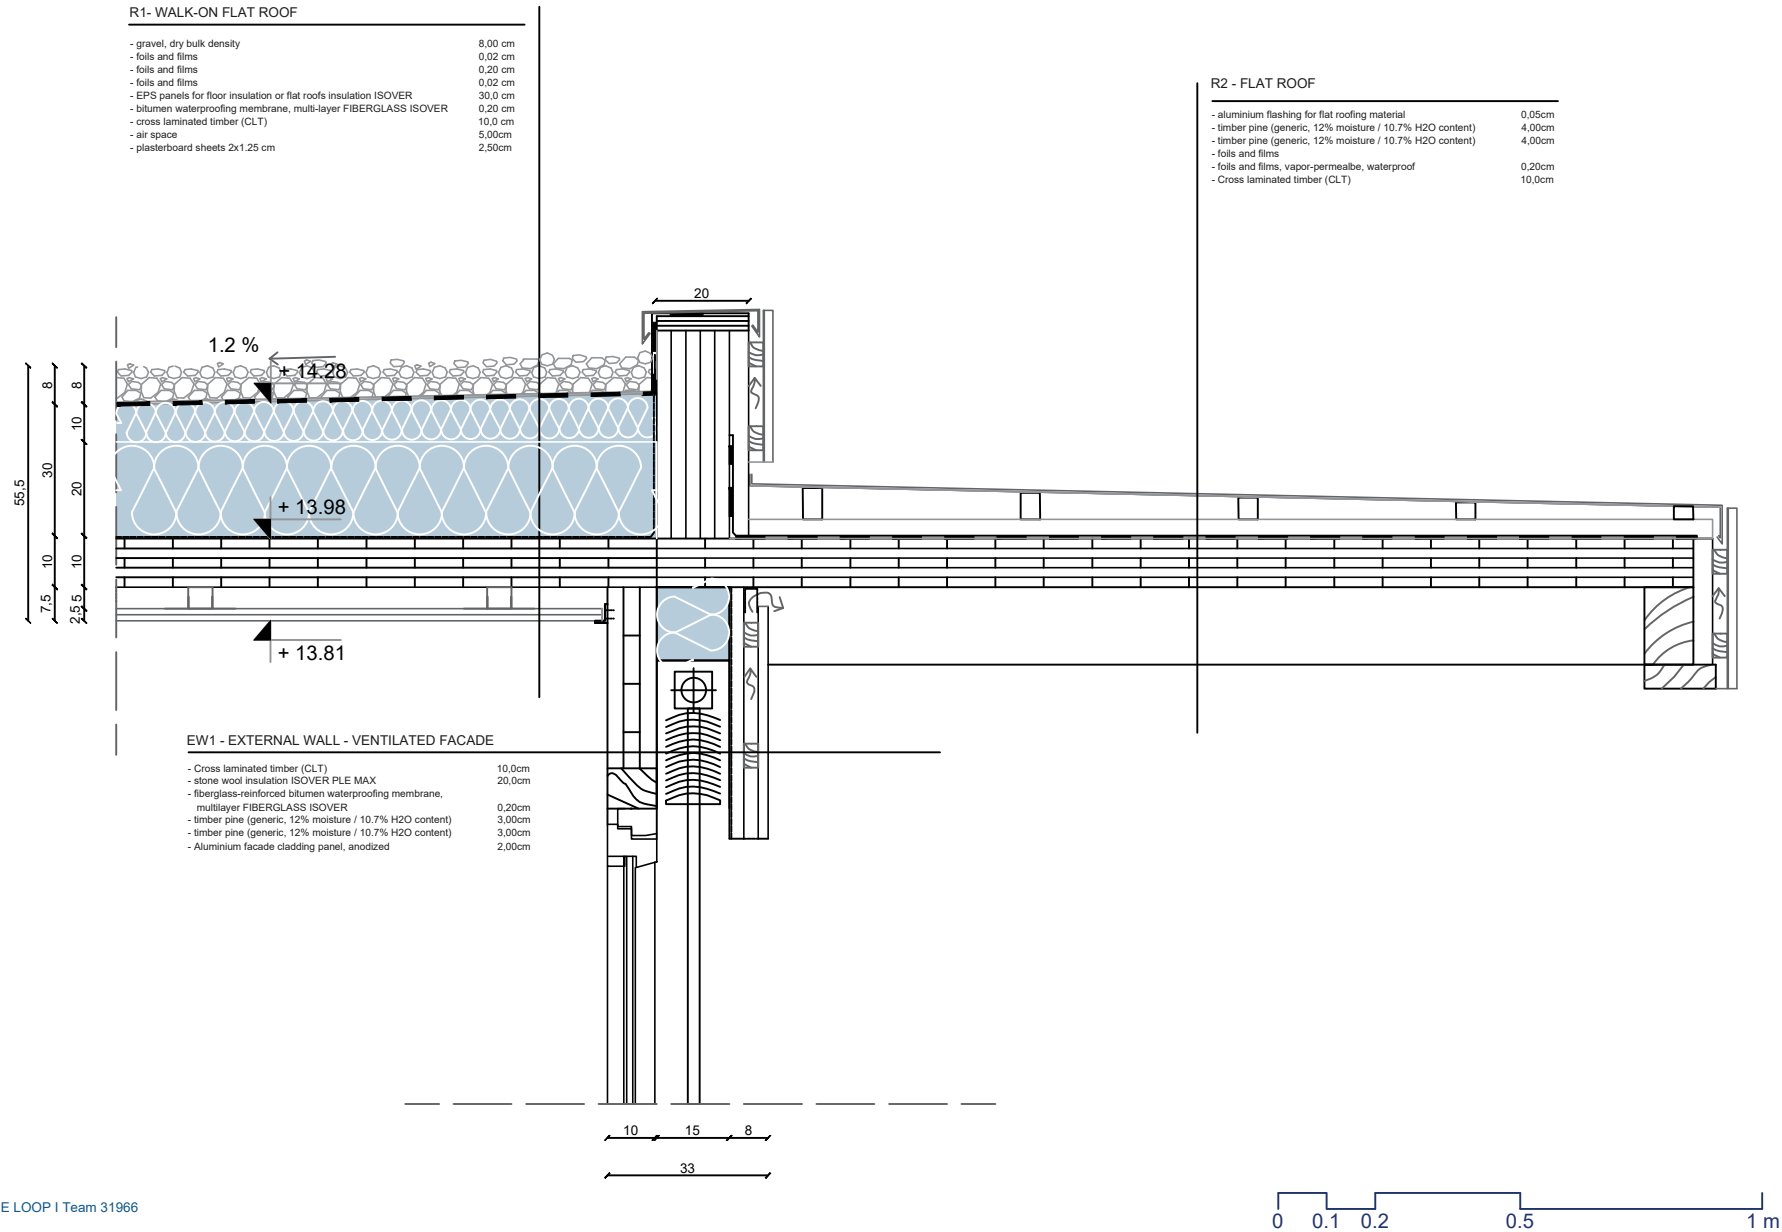 R1- WALK-ON FLAT ROOF
- gravel, dry bulk density 8,00 cm
- foils and films 0,02 cm
- foils and films 0,20 cm
- foils and films 0,02 cm
- EPS panels for floor insulation or flat roofs insulation ISOVER 30,0 cm
- bitumen waterproofing membrane, multi-layer FIBERGLASS ISOVER 0,20 cm
- cross laminated timber (CLT) 10,0 cm
- air space 5,00cm
- plasterboard sheets 2x1.25 cm 2,50cm
R2 - FLAT ROOF
- aluminium flashing for flat roofing material 0,05cm
- timber pine (generic, 12% moisture / 10.7% H2O content) 4,00cm
- timber pine (generic, 12% moisture / 10.7% H2O content) 4,00cm
- foils and films
- foils and films, vapor-permealbe, waterproof 0,20cm
- Cross laminated timber (CLT) 10,0cm
20
1.2 %
+ 14.28
+ 13.98
+ 13.81
55,5
8
30
10
7,5
8
10
20
10
5
2,5
EW1 - EXTERNAL WALL - VENTILATED FACADE
- Cross laminated timber (CLT) 10,0cm
- stone wool insulation ISOVER PLE MAX 20,0cm
- fiberglass-reinforced bitumen waterproofing membrane,
multilayer FIBERGLASS ISOVER 0,20cm
- timber pine (generic, 12% moisture / 10.7% H2O content) 3,00cm
- timber pine (generic, 12% moisture / 10.7% H2O content) 3,00cm
- Aluminium facade cladding panel, anodized 2,00cm
10 15 8
33
E LOOP I Team 31966
0 0.1 0.2 0.5 1 m